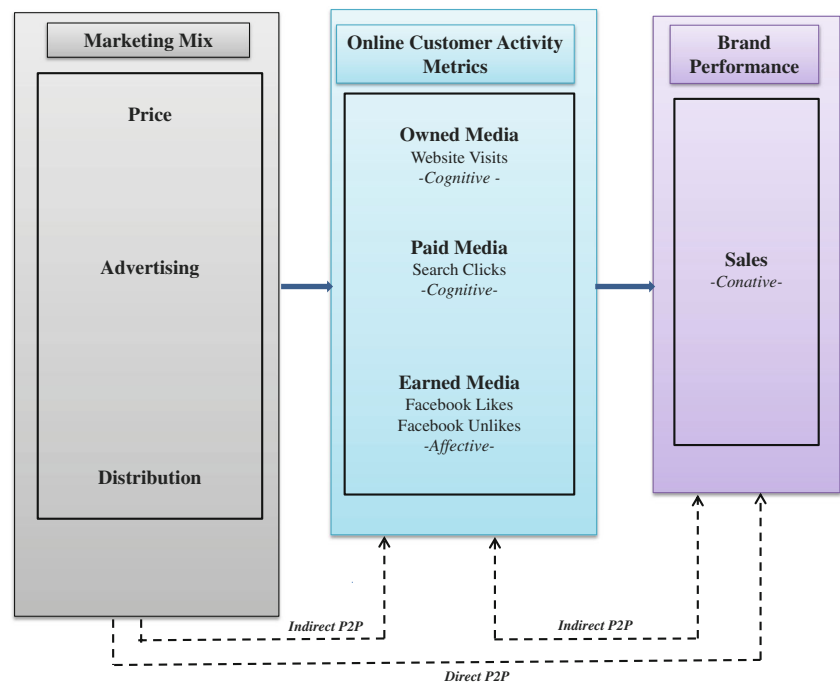 Marketing Mix
Price
Advertising
Distribution
Online Customer Activity
Metrics
Owned Media
Website Visits
-Cognitive -
Paid Media
Search Clicks
-Cognitive-
Earned Media
Facebook Likes
Facebook Unlikes
-Affective-
Brand
Performance
Sales
-Conative-
Indirect P2P
Indirect P2P
Direct P2P